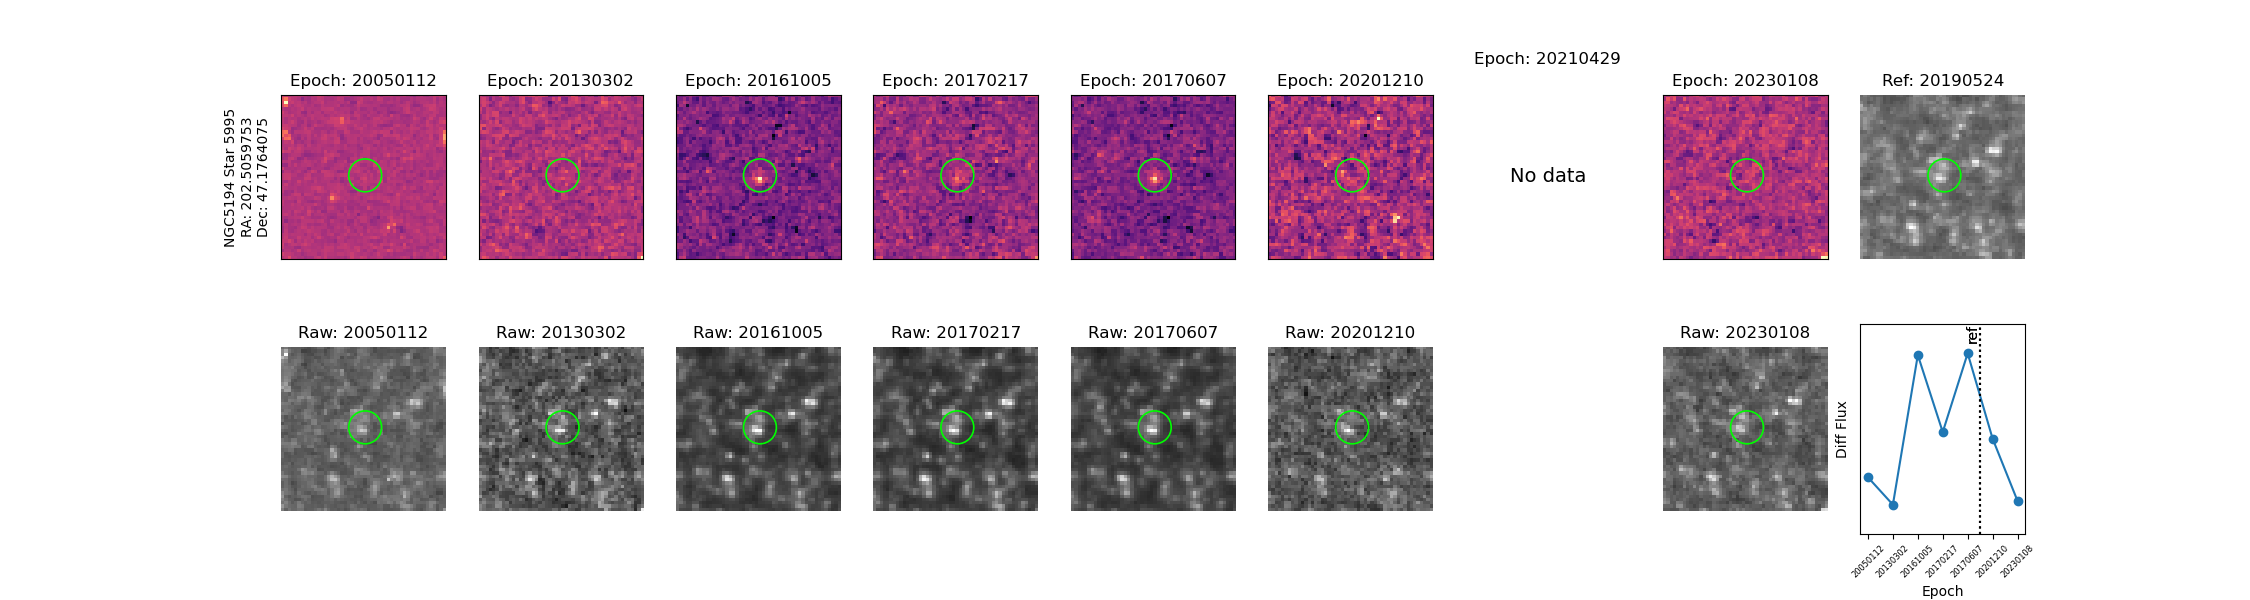 Epoch: 20210429
Epoch: 20050112
Epoch: 20130302
Epoch: 20161005
Epoch: 20170217
Epoch: 20170607
Epoch: 20201210
Epoch: 20230108
Ref: 20190524
NGC5194 Star 5995
RA: 202.5059753
Dec: 47.1764075
No data
Raw: 20050112
Raw: 20130302
Raw: 20161005
Raw: 20170217
Raw: 20170607
Raw: 20201210
Raw: 20230108
ref
Diff Flux
20050112
20130302
20161005
20170217
20170607
20201210
20230108
Epoch